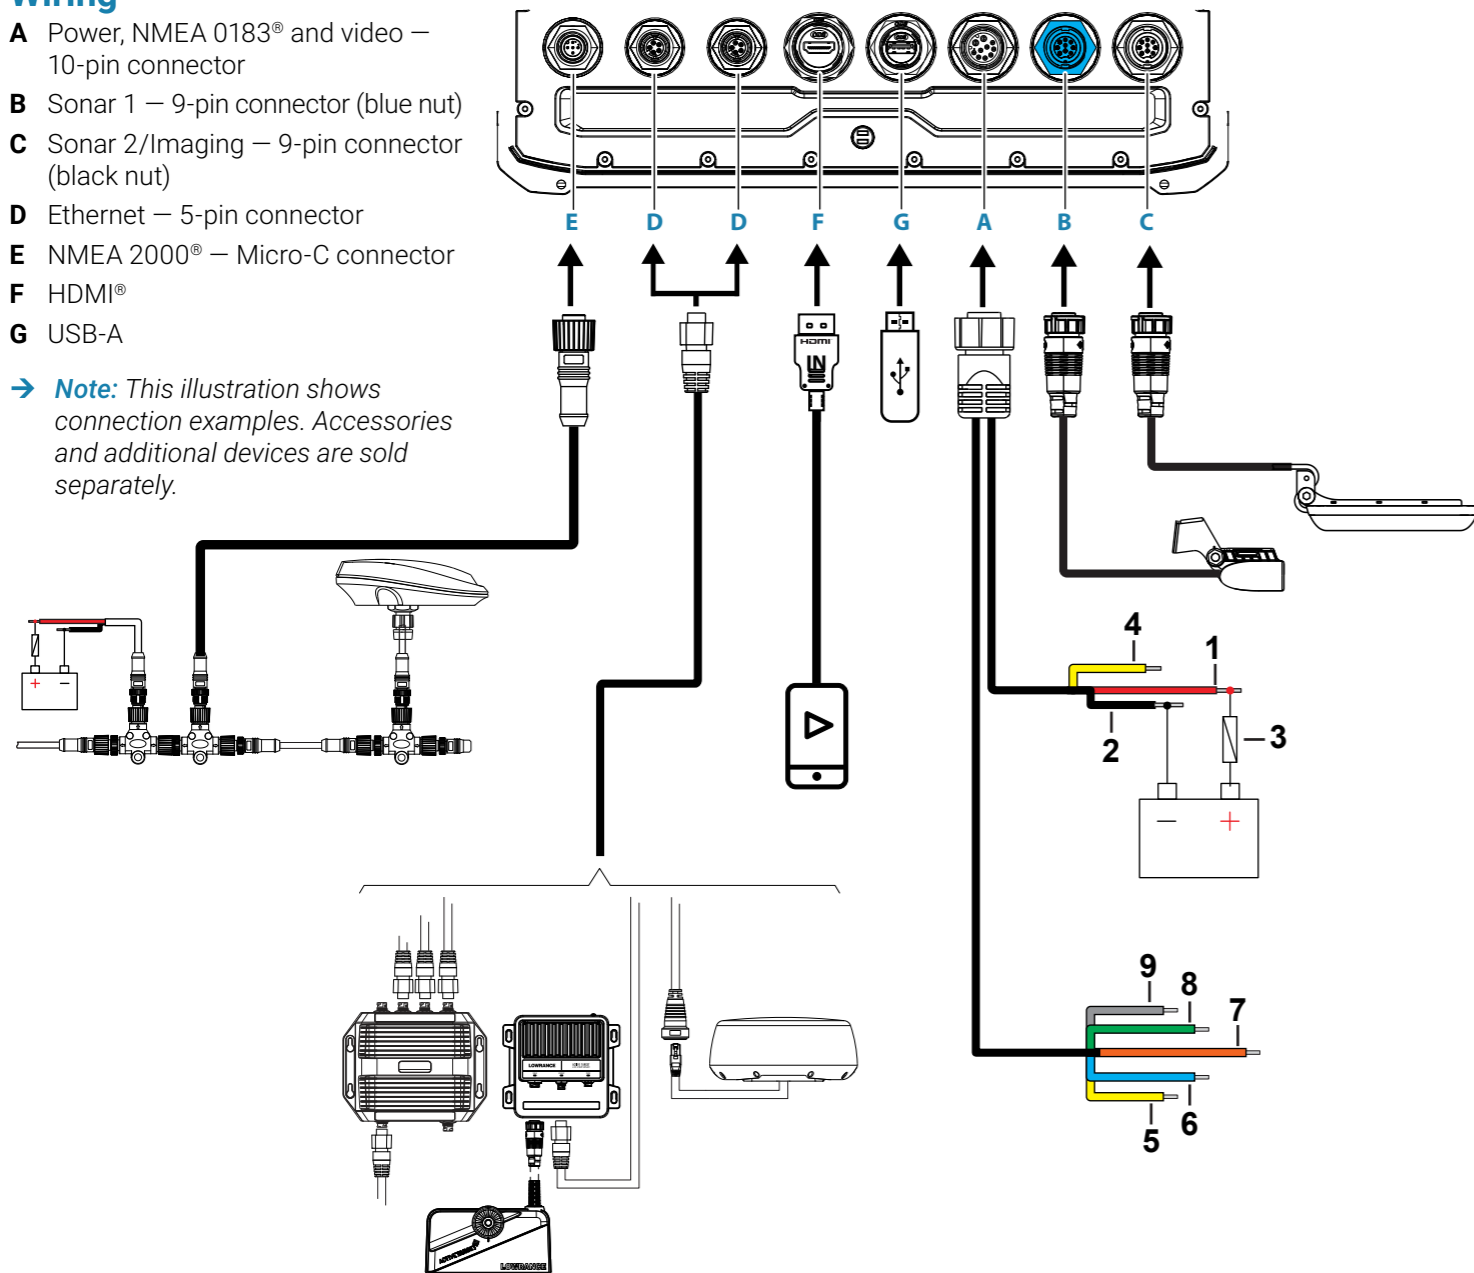 Wiring
A Power, NMEA 0183® and video —
10-pin connector
B Sonar 1 — 9-pin connector (blue nut)
C Sonar 2/Imaging — 9-pin connector
(black nut)
D Ethernet — 5-pin connector
E NMEA 2000® — Micro-C connector
F HDMI®
G USB-A
→ Note: This illustration shows
connection examples. Accessories
and additional devices are sold
separately.
E D D F G A B C
HDMI
IN
4
1
2
3
− +
+ −
9
8
7
6
5
LOWRANCE
LOWRANCE